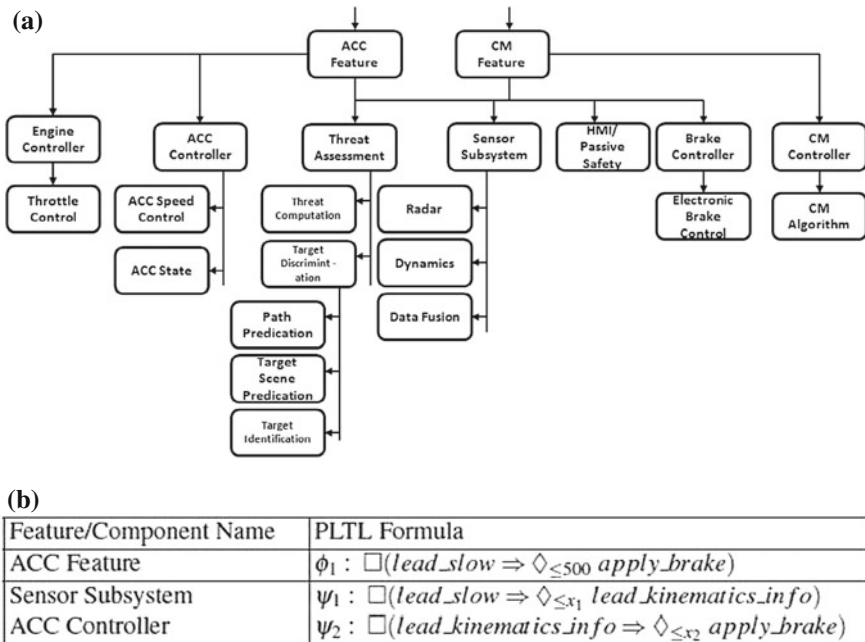 (a)
ACC
Feature
CM
Feature
Engine
Controller
ACC
Controller
Threat
Assessment
Sensor
Subsystem
HMI/
Passive
Safety
Brake
Controller
CM
Controller
Throttle
Control
ACC Speed
Control
ACC State
Threat
Computation
Target
Discrimint -
ation
Path
Predication
Target
Scene
Predication
Target
Identification
Radar
Dynamics
Data Fusion
Electronic
Brake
Control
CM
Algorithm
(b)
Feature/Component Name PLTL Formula
ACC Feature ϕ₁ : □(lead_slow ⇒ ◇≤500 apply_brake)
Sensor Subsystem ψ₁ : □(lead_slow ⇒ ◇≤x₁ lead_kinematics_info)
ACC Controller ψ₂ : □(lead_kinematics_info ⇒ ◇≤x₂ apply_brake)